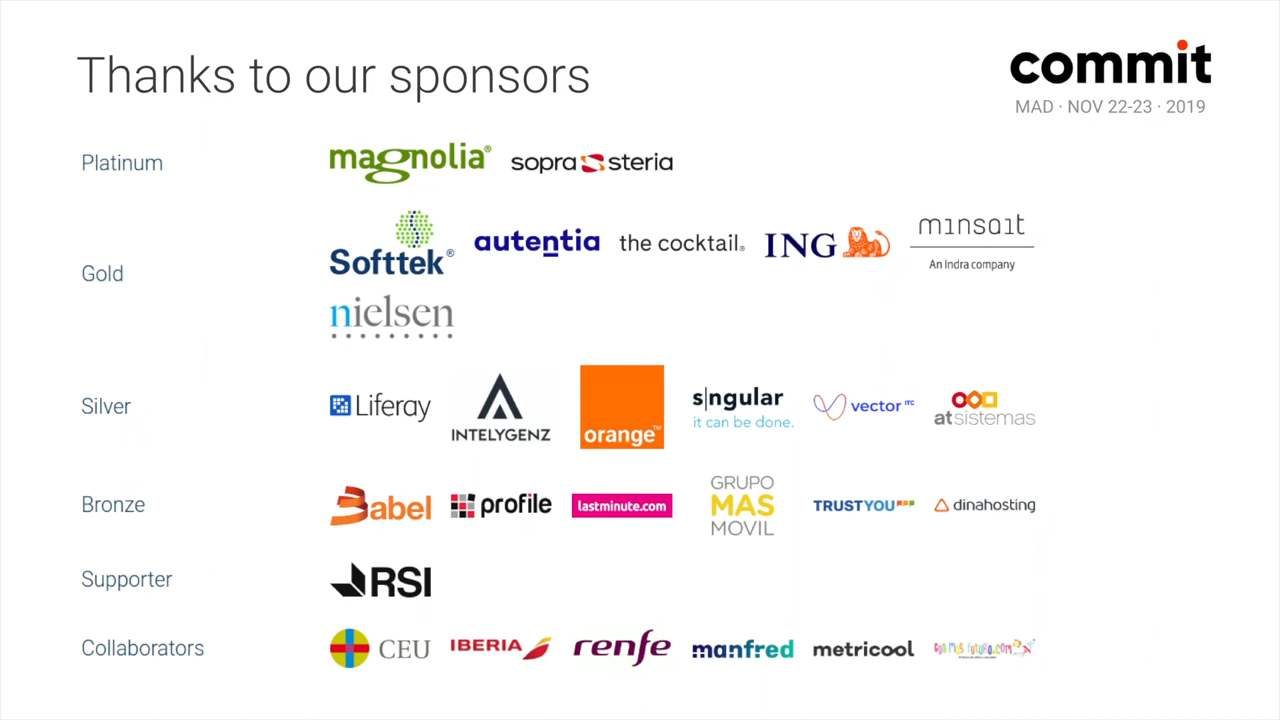 Thanks to our sponsors
commit
MAD · NOV 22-23 · 2019
Platinum
magnolia®
sopra steria
Gold
Softtek®
autentia
the cocktail®
ING
minsait
An Indra company
nielsen
Silver
Liferay
INTELYGENZ
orange™
s|ngular
it can be done.
vector ITC
atsistemas
Bronze
Babel
profile
lastminute.com
GRUPO
MAS
MOVIL
TRUSTYOU
dinahosting
Supporter
RSI
Collaborators
CEU
IBERIA
renfe
manfred
metricool